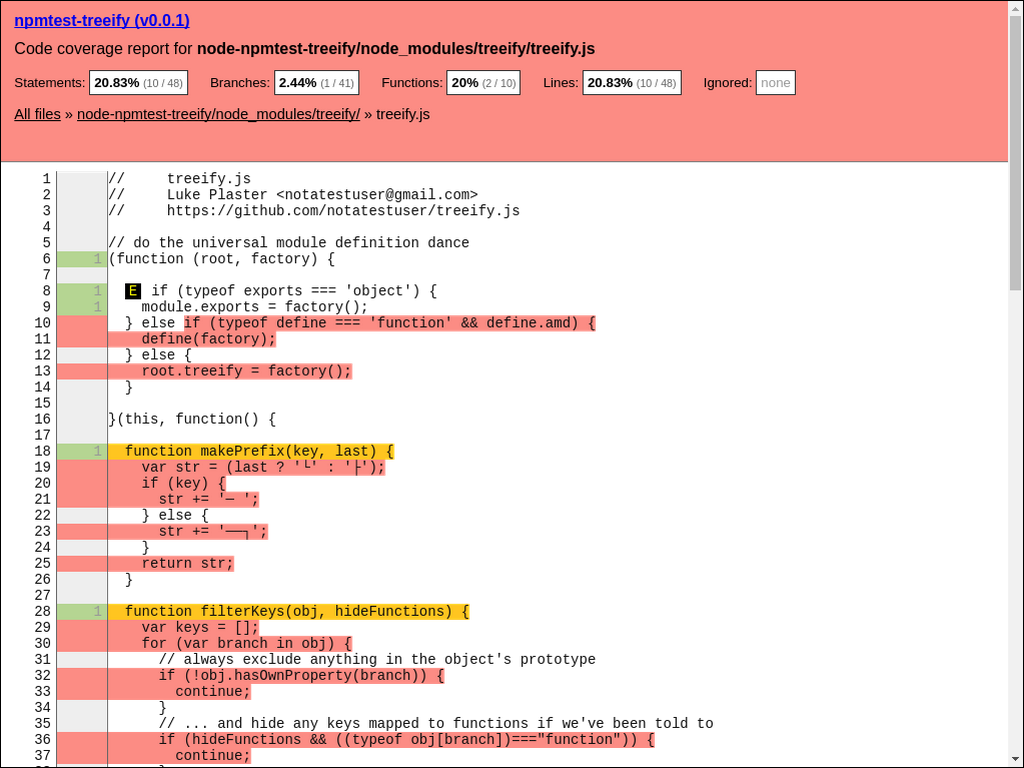 npmtest-treeify (v0.0.1)
Code coverage report for node-npmtest-treeify/node_modules/treeify/treeify.js
Statements: 20.83% (10 / 48) Branches: 2.44% (1 / 41) Functions: 20% (2 / 10) Lines: 20.83% (10 / 48) Ignored: none
All files » node-npmtest-treeify/node_modules/treeify/ » treeify.js
1 //     treeify.js
2 //     Luke Plaster <notatestuser@gmail.com>
3 //     https://github.com/notatestuser/treeify.js
4
5 // do the universal module definition dance
6 1 (function (root, factory) {
7
8 1   E if (typeof exports === 'object') {
9 1     module.exports = factory();
10   } else if (typeof define === 'function' && define.amd) {
11     define(factory);
12   } else {
13     root.treeify = factory();
14   }
15
16 }(this, function() {
17
18 1   function makePrefix(key, last) {
19     var str = (last ? '└' : '├');
20     if (key) {
21       str += '─ ';
22     } else {
23       str += '──┐';
24     }
25     return str;
26   }
27
28 1   function filterKeys(obj, hideFunctions) {
29     var keys = [];
30     for (var branch in obj) {
31       // always exclude anything in the object's prototype
32       if (!obj.hasOwnProperty(branch)) {
33         continue;
34       }
35       // ... and hide any keys mapped to functions if we've been told to
36       if (hideFunctions && ((typeof obj[branch])==="function")) {
37         continue;